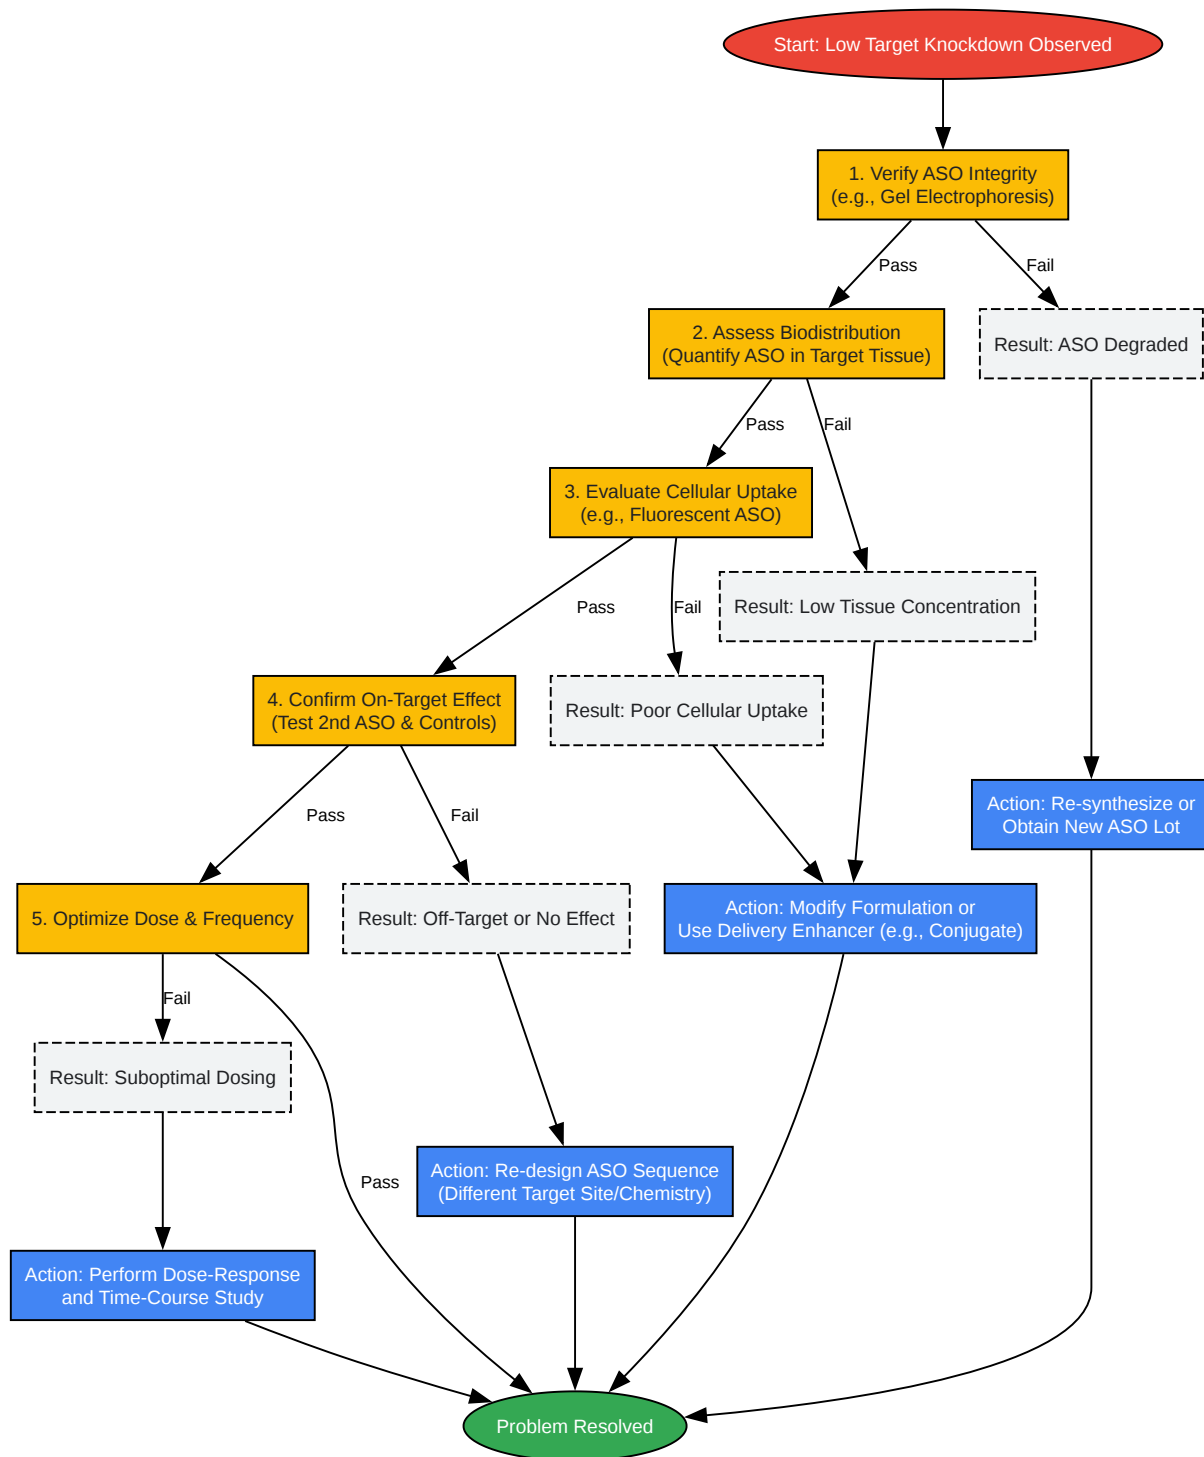 Start: Low Target Knockdown Observed
1. Verify ASO Integrity
(e.g., Gel Electrophoresis)
Pass
Fail
2. Assess Biodistribution
(Quantify ASO in Target Tissue)
Result: ASO Degraded
Pass
Fail
3. Evaluate Cellular Uptake
(e.g., Fluorescent ASO)
Pass
Fail
Result: Low Tissue Concentration
4. Confirm On-Target Effect
(Test 2nd ASO & Controls)
Result: Poor Cellular Uptake
Pass
Fail
Action: Re-synthesize or
Obtain New ASO Lot
5. Optimize Dose & Frequency
Result: Off-Target or No Effect
Action: Modify Formulation or
Use Delivery Enhancer (e.g., Conjugate)
Fail
Result: Suboptimal Dosing
Pass
Action: Re-design ASO Sequence
(Different Target Site/Chemistry)
Action: Perform Dose-Response
and Time-Course Study
Problem Resolved